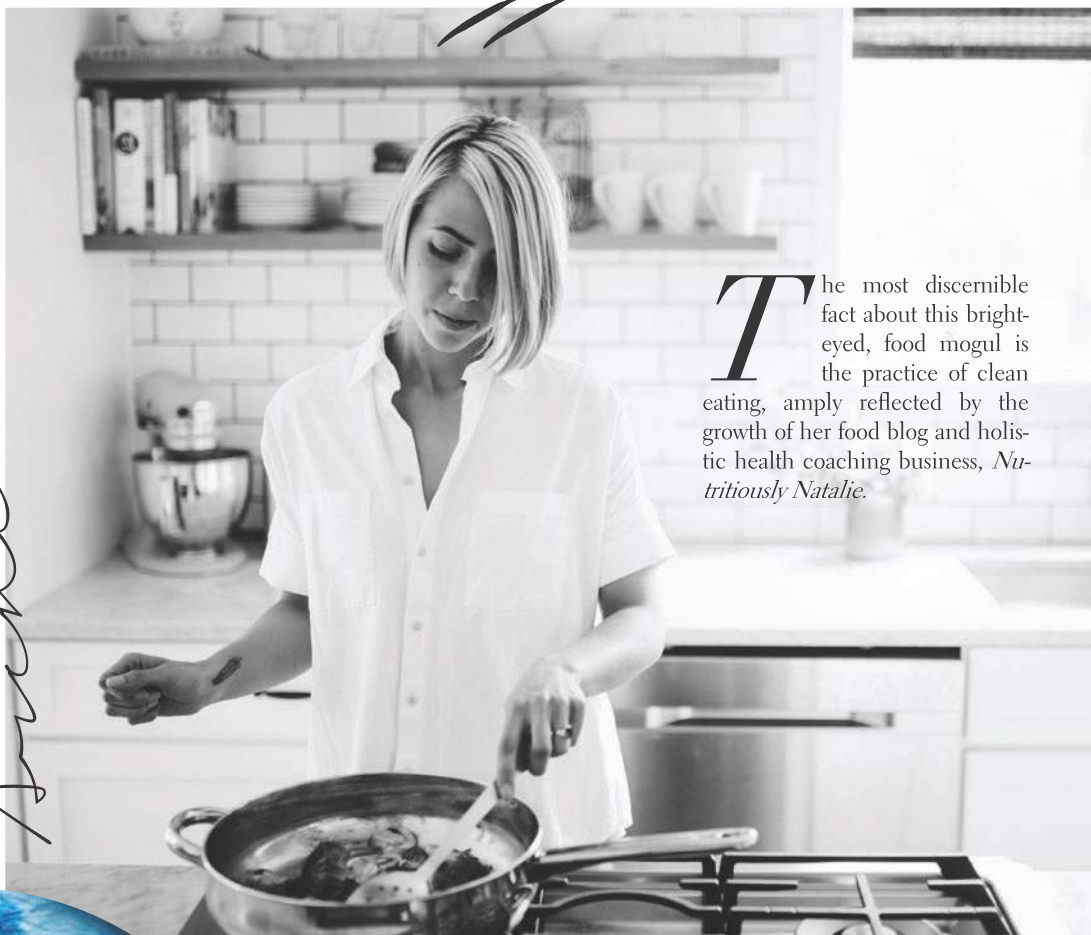 The most discernible
fact about this bright-
eyed, food mogul is
the practice of clean
eating, amply reflected by the
growth of her food blog and holis-
tic health coaching business, Nu-
tritiously Natalie.